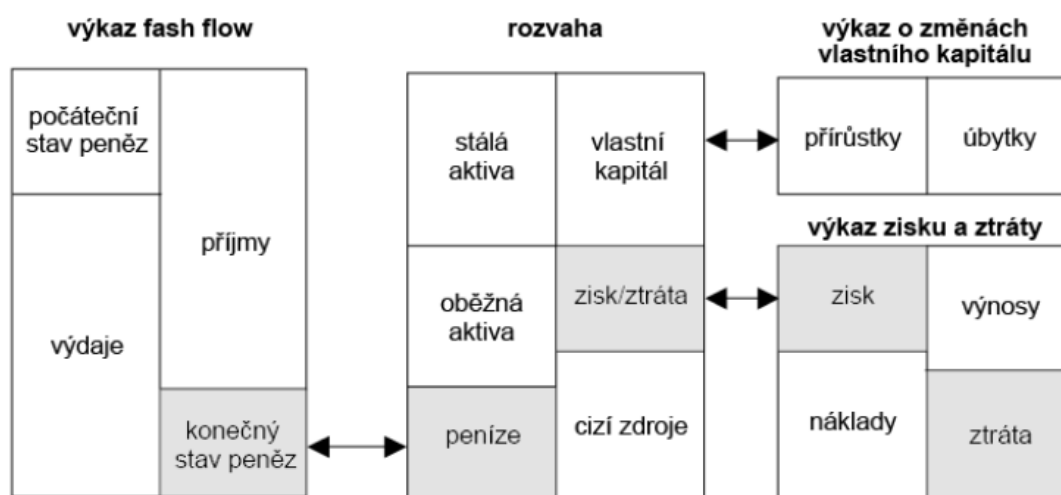 výkaz fash flow
počáteční
stav peněz
příjmy
výdaje
konečný
stav peněz
rozvaha
stálá
aktiva
vlastní
kapitál
oběžná
aktiva
zisk/ztráta
peníze
cizí zdroje
výkaz o změnách
vlastního kapitálu
přírůstky
úbytky
výkaz zisku a ztráty
zisk
výnosy
náklady
ztráta